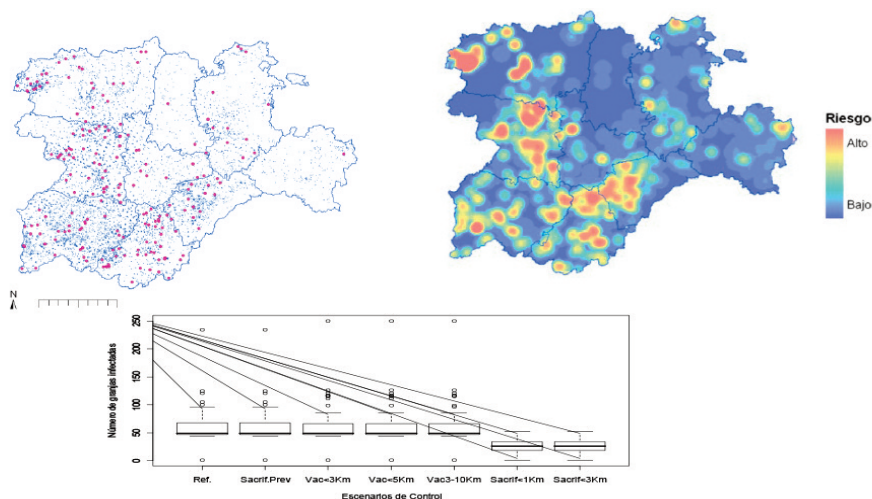 Riesgo
Alto
Bajo
N
Número de granjas infectadas
250
200
150
100
50
0
Ref. Sacrif.Prev Vac<3Km Vac<5Km Vac3-10Km Sacrif<1Km Sacrif<3Km
Escenarios de Control